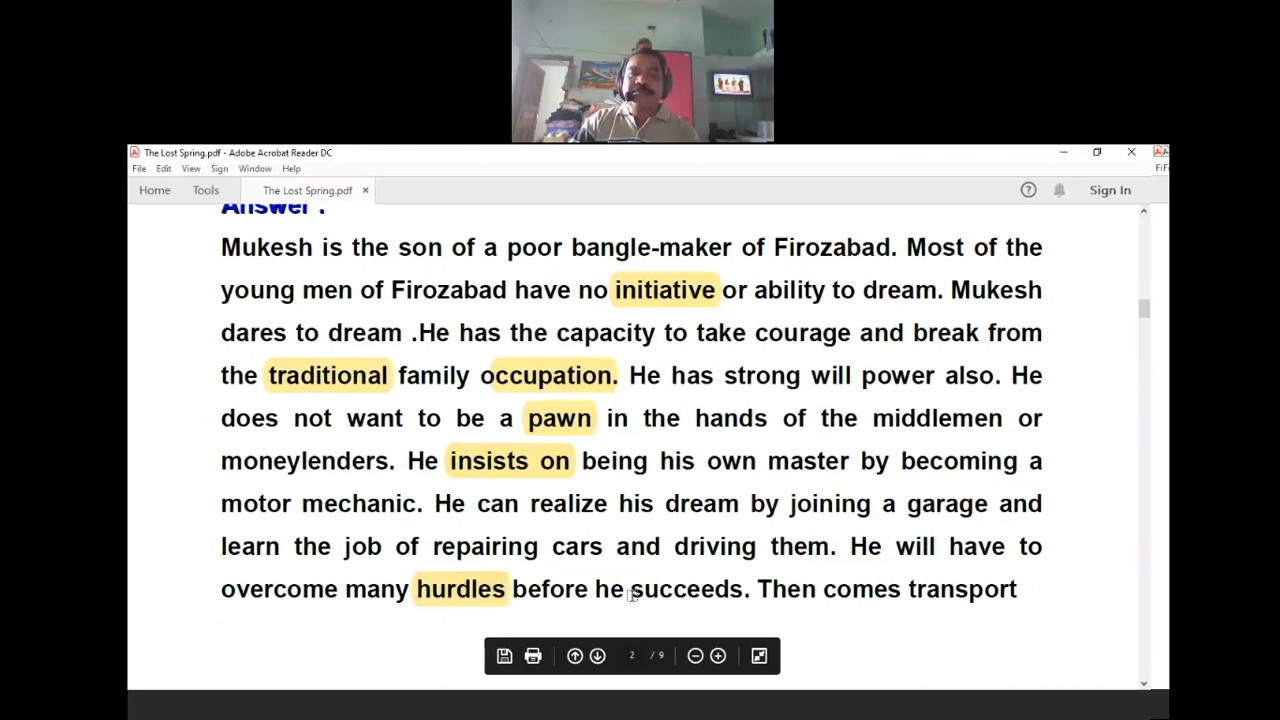 The Lost Spring.pdf - Adobe Acrobat Reader DC
File Edit View Sign Window Help
FiFi
Home Tools The Lost Spring.pdf × Sign In
Answer :
Mukesh is the son of a poor bangle-maker of Firozabad. Most of the
young men of Firozabad have no initiative or ability to dream. Mukesh
dares to dream .He has the capacity to take courage and break from
the traditional family occupation. He has strong will power also. He
does not want to be a pawn in the hands of the middlemen or
moneylenders. He insists on being his own master by becoming a
motor mechanic. He can realize his dream by joining a garage and
learn the job of repairing cars and driving them. He will have to
overcome many hurdles before he succeeds. Then comes transport
2 / 9